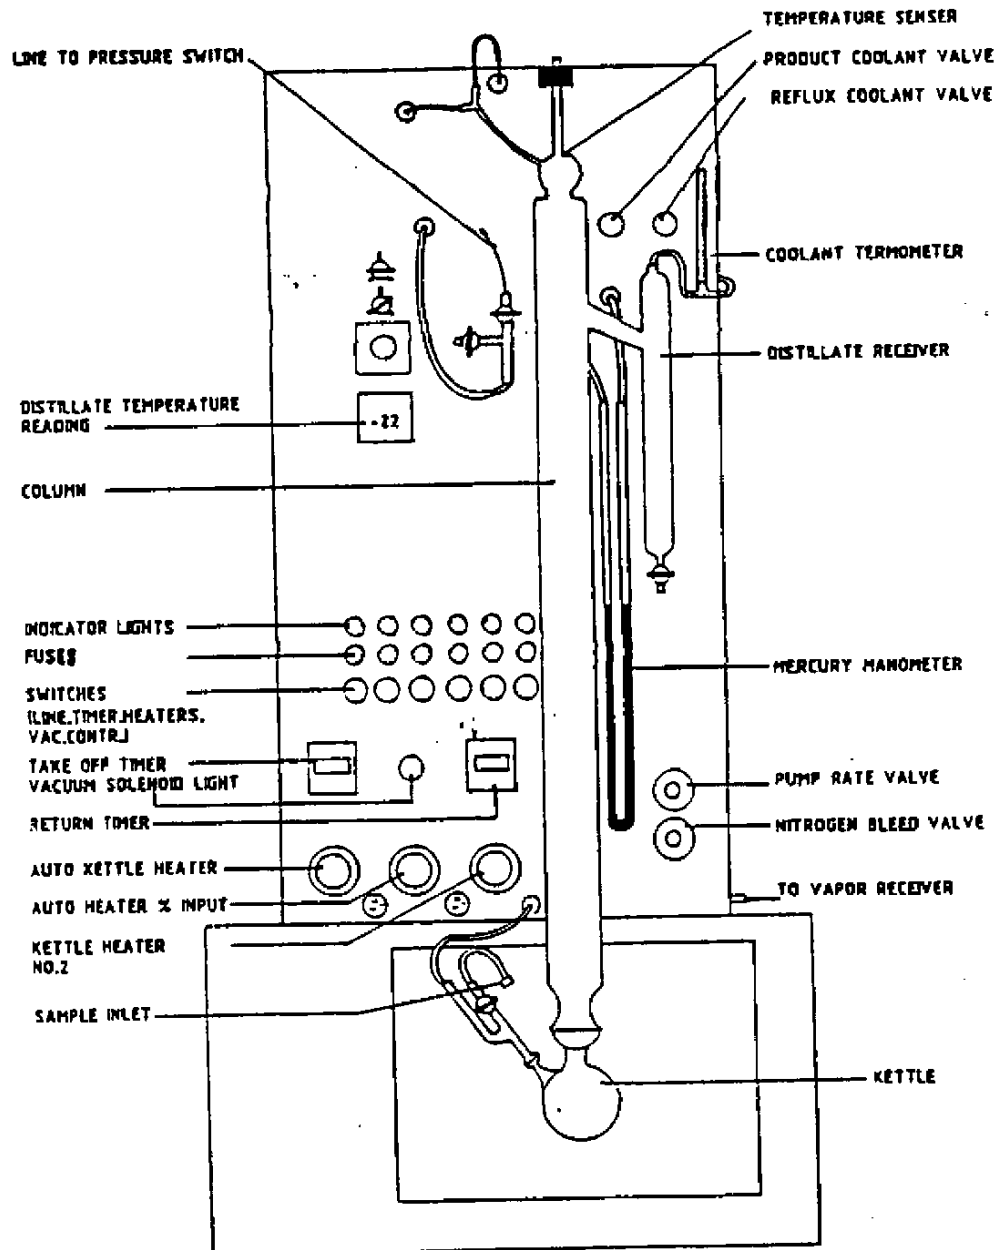 TEMPERATURE SENSER
LINE TO PRESSURE SWITCH
PRODUCT COOLANT VALVE
REFLUX COOLANT VALVE
COOLANT TERMOMETER
DISTILLATE RECEIVER
DISTILLATE TEMPERATURE
READING
-22
COLUMN
INDICATOR LIGHTS
FUSES
MERCURY MANOMETER
SWITCHES
(LINE,TIMER,HEATERS,
VAC.CONTR.)
TAKE OFF TIMER
VACUUM SOLENOID LIGHT
PUMP RATE VALVE
RETURN TIMER
NITROGEN BLEED VALVE
AUTO KETTLE HEATER
TO VAPOR RECEIVER
AUTO HEATER % INPUT
KETTLE HEATER
NO.2
SAMPLE INLET
KETTLE